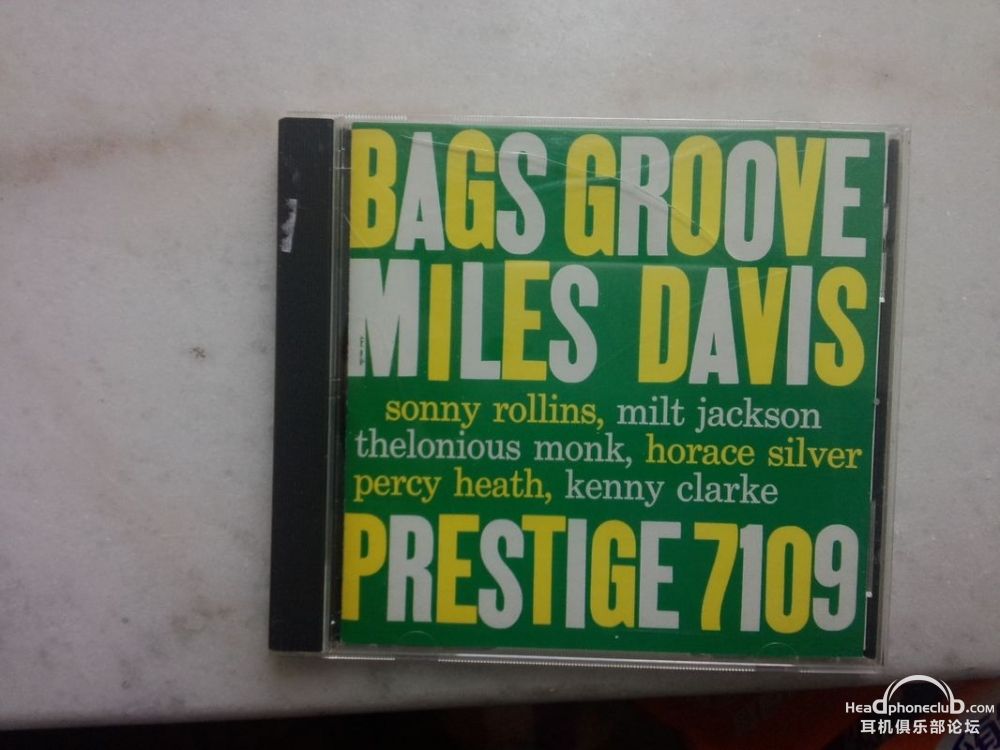 BAGS GROOVE
MILES DAVIS
sonny rollins, milt jackson
thelonious monk, horace silver
percy heath, kenny clarke
PRESTIGE 7109
HeadphonecluD.com
耳机俱乐部论坛